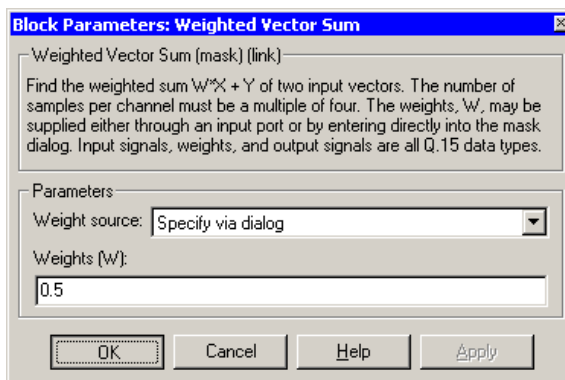 Block Parameters: Weighted Vector Sum
Weighted Vector Sum (mask) (link)
Find the weighted sum W*X + Y of two input vectors. The number of
samples per channel must be a multiple of four. The weights, W, may be
supplied either through an input port or by entering directly into the mask
dialog. Input signals, weights, and output signals are all Q.15 data types.
Parameters
Weight source: Specify via dialog
Weights (W):
0.5
OK Cancel Help Apply